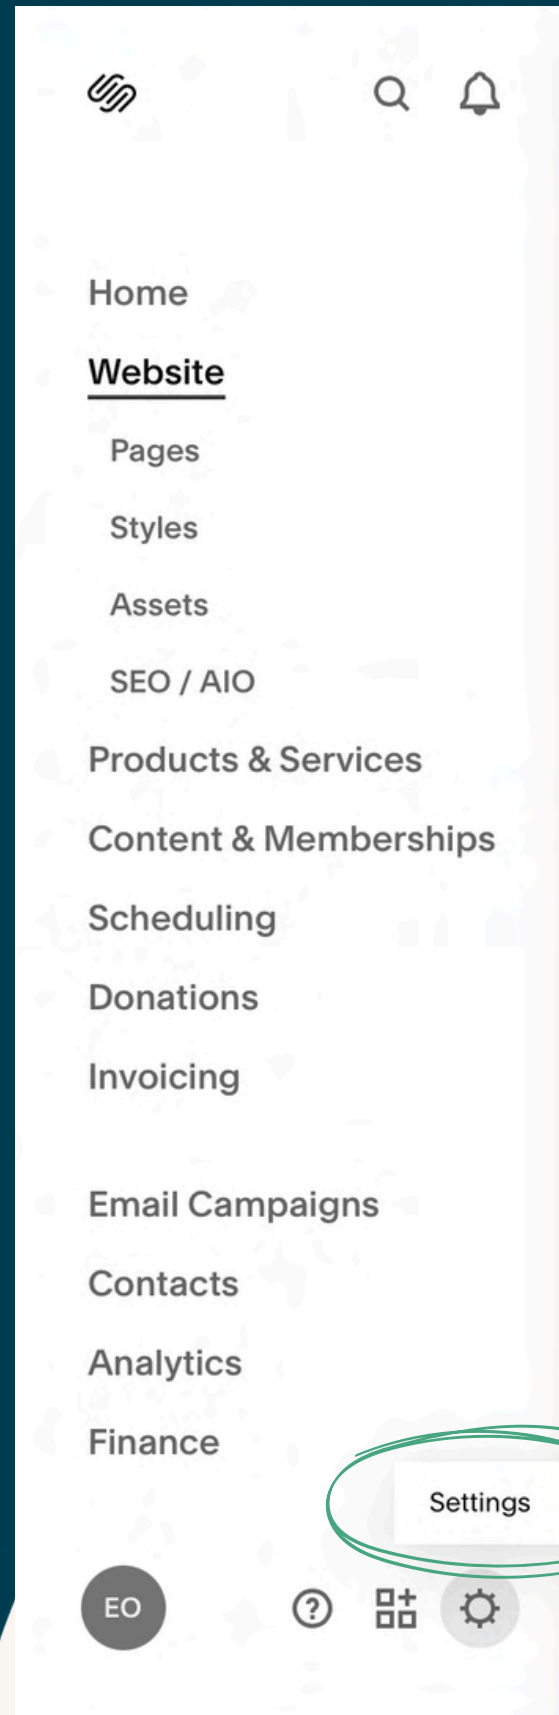 Home
Website
Pages
Styles
Assets
SEO / AIO
Products & Services
Content & Memberships
Scheduling
Donations
Invoicing
Email Campaigns
Contacts
Analytics
Finance
Settings
EO